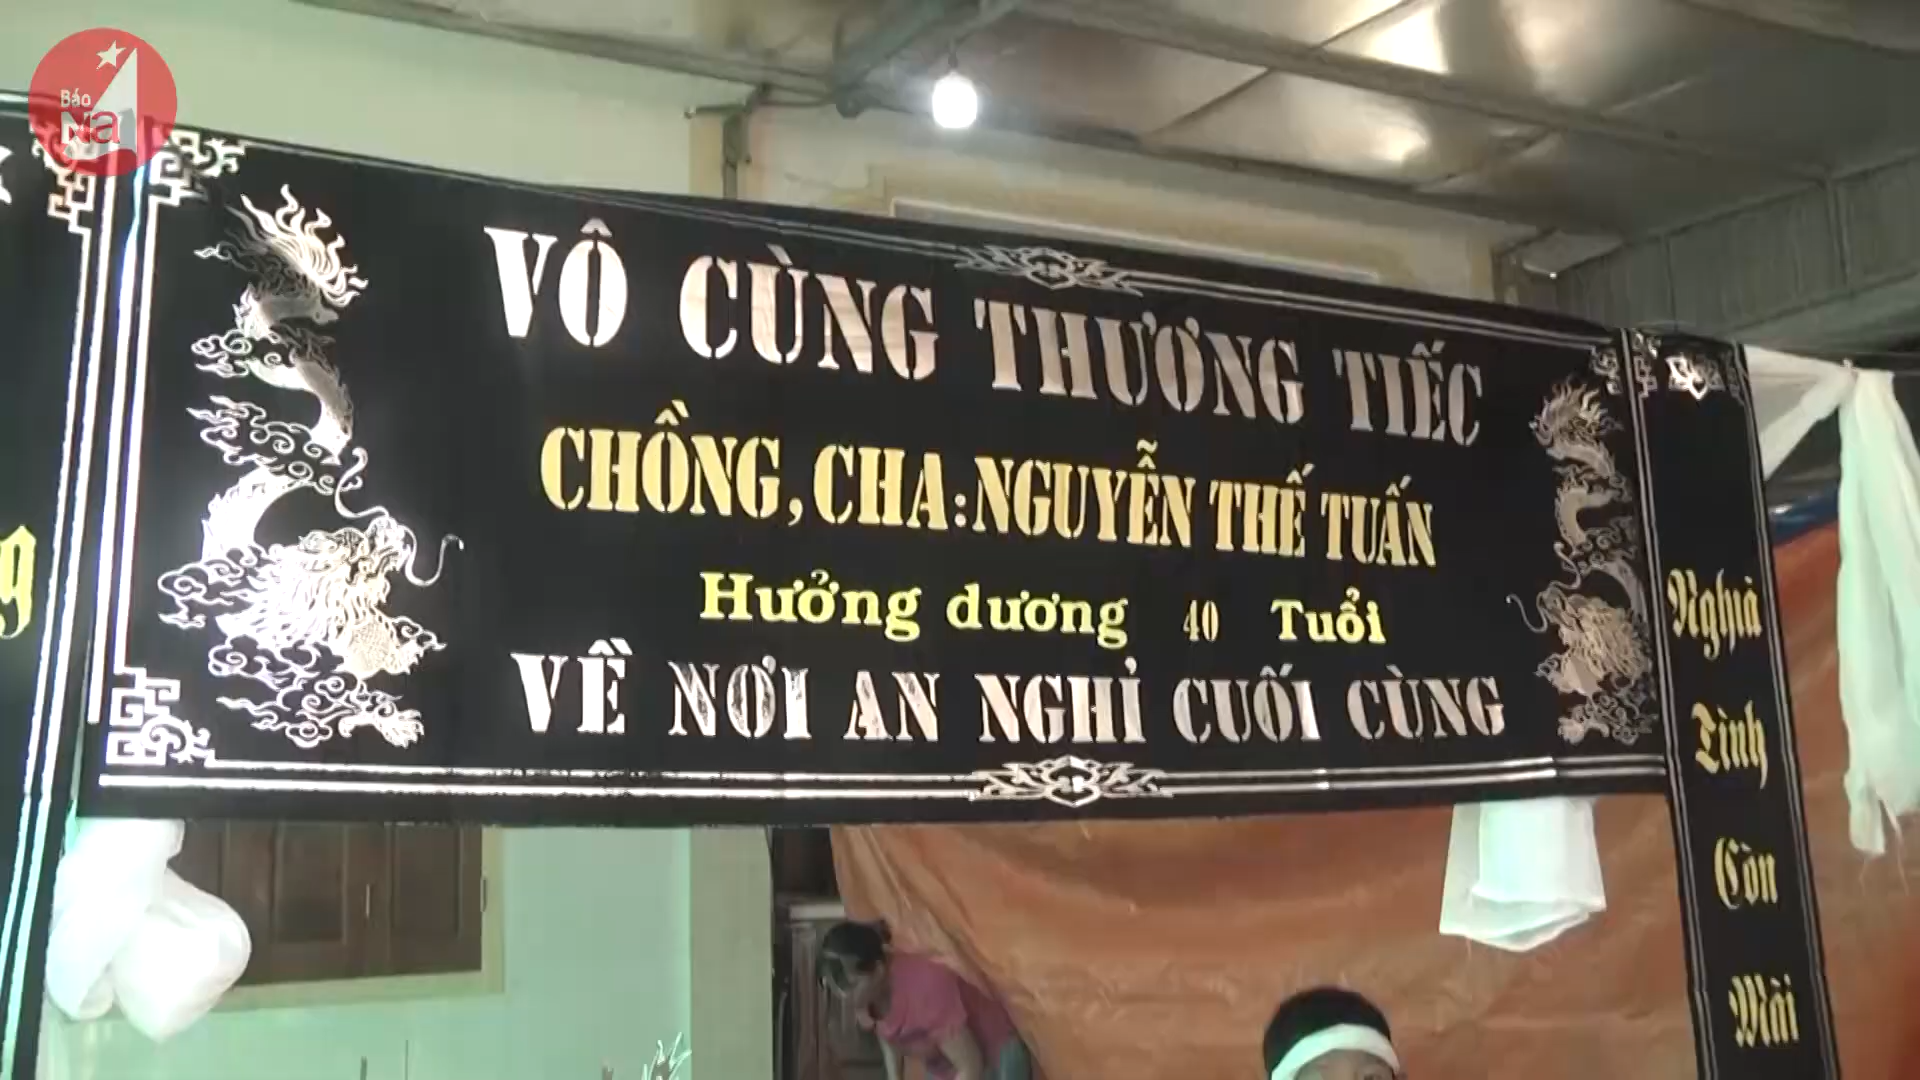 Báo
Na
VÔ CÙNG THƯƠNG TIẾC
CHỒNG, CHA: NGUYỄN THẾ TUẤN
Hưởng dương 40 Tuổi
VỀ NƠI AN NGHỈ CUỐI CÙNG
Nghià
Tình
Còn
Mãi